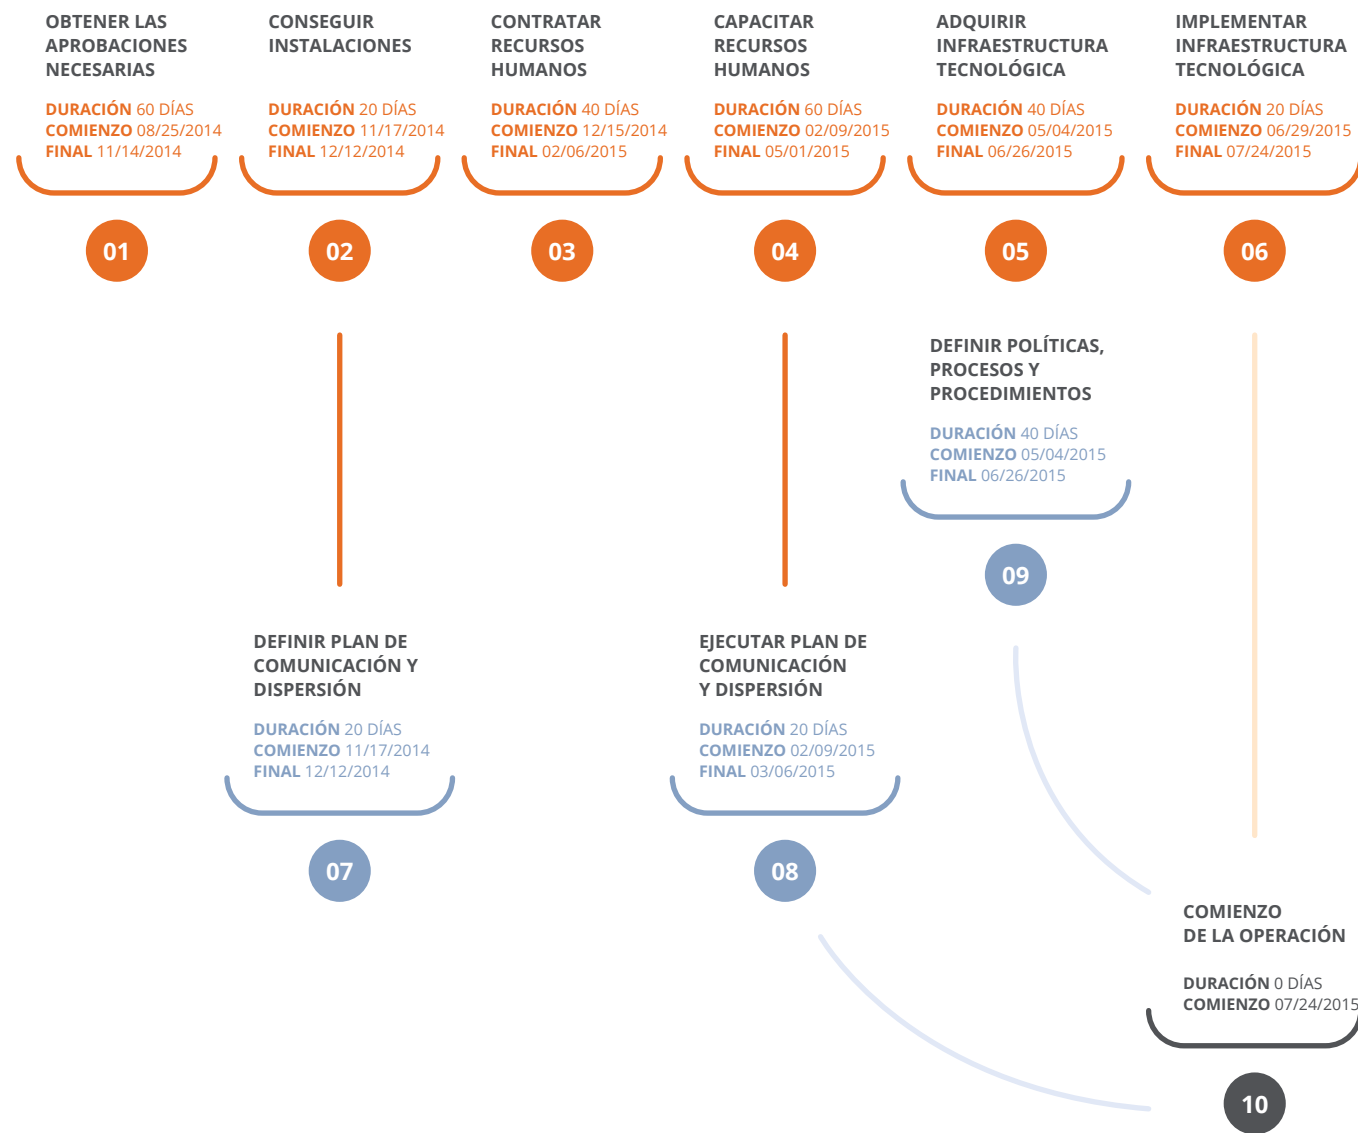 OBTENER LAS
APROBACIONES
NECESARIAS
DURACIÓN 60 DÍAS
COMIENZO 08/25/2014
FINAL 11/14/2014
01
CONSEGUIR
INSTALACIONES
DURACIÓN 20 DÍAS
COMIENZO 11/17/2014
FINAL 12/12/2014
02
CONTRATAR
RECURSOS
HUMANOS
DURACIÓN 40 DÍAS
COMIENZO 12/15/2014
FINAL 02/06/2015
03
CAPACITAR
RECURSOS
HUMANOS
DURACIÓN 60 DÍAS
COMIENZO 02/09/2015
FINAL 05/01/2015
04
ADQUIRIR
INFRAESTRUCTURA
TECNOLÓGICA
DURACIÓN 40 DÍAS
COMIENZO 05/04/2015
FINAL 06/26/2015
05
IMPLEMENTAR
INFRAESTRUCTURA
TECNOLÓGICA
DURACIÓN 20 DÍAS
COMIENZO 06/29/2015
FINAL 07/24/2015
06
DEFINIR PLAN DE
COMUNICACIÓN Y
DISPERSIÓN
DURACIÓN 20 DÍAS
COMIENZO 11/17/2014
FINAL 12/12/2014
07
EJECUTAR PLAN DE
COMUNICACIÓN
Y DISPERSIÓN
DURACIÓN 20 DÍAS
COMIENZO 02/09/2015
FINAL 03/06/2015
08
DEFINIR POLÍTICAS,
PROCESOS Y
PROCEDIMIENTOS
DURACIÓN 40 DÍAS
COMIENZO 05/04/2015
FINAL 06/26/2015
09
COMIENZO
DE LA OPERACIÓN
DURACIÓN 0 DÍAS
COMIENZO 07/24/2015
10